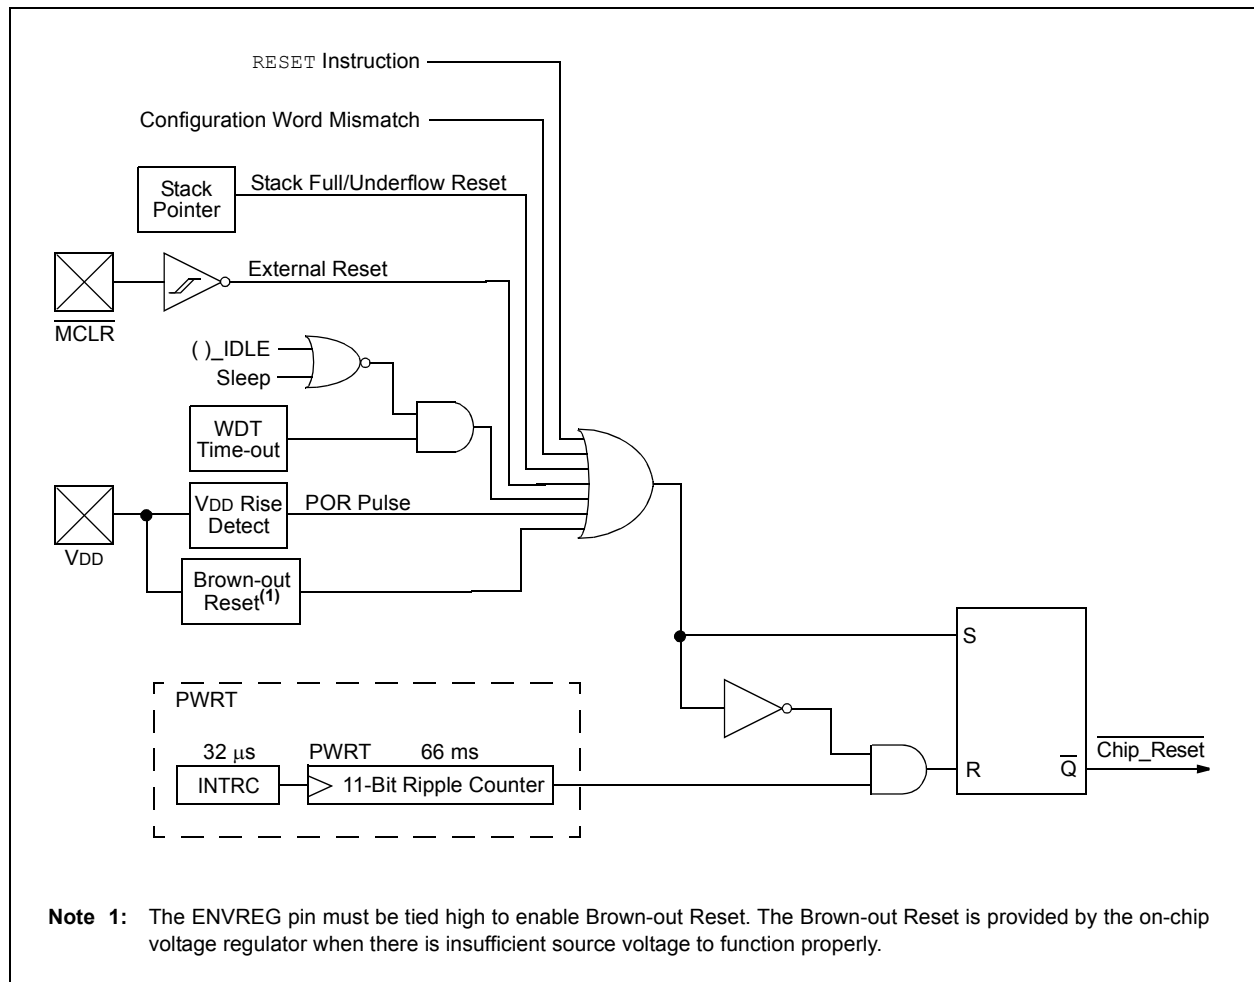 RESET Instruction
Configuration Word Mismatch
Stack
Pointer
Stack Full/Underflow Reset
External Reset
MCLR
( )_IDLE
Sleep
WDT
Time-out
VDD Rise
Detect
POR Pulse
VDD
Brown-out
Reset(1)
S
PWRT
32 μs
PWRT
66 ms
INTRC
11-Bit Ripple Counter
R
Q
Chip_Reset
Note 1: The ENVREG pin must be tied high to enable Brown-out Reset. The Brown-out Reset is provided by the on-chip
voltage regulator when there is insufficient source voltage to function properly.